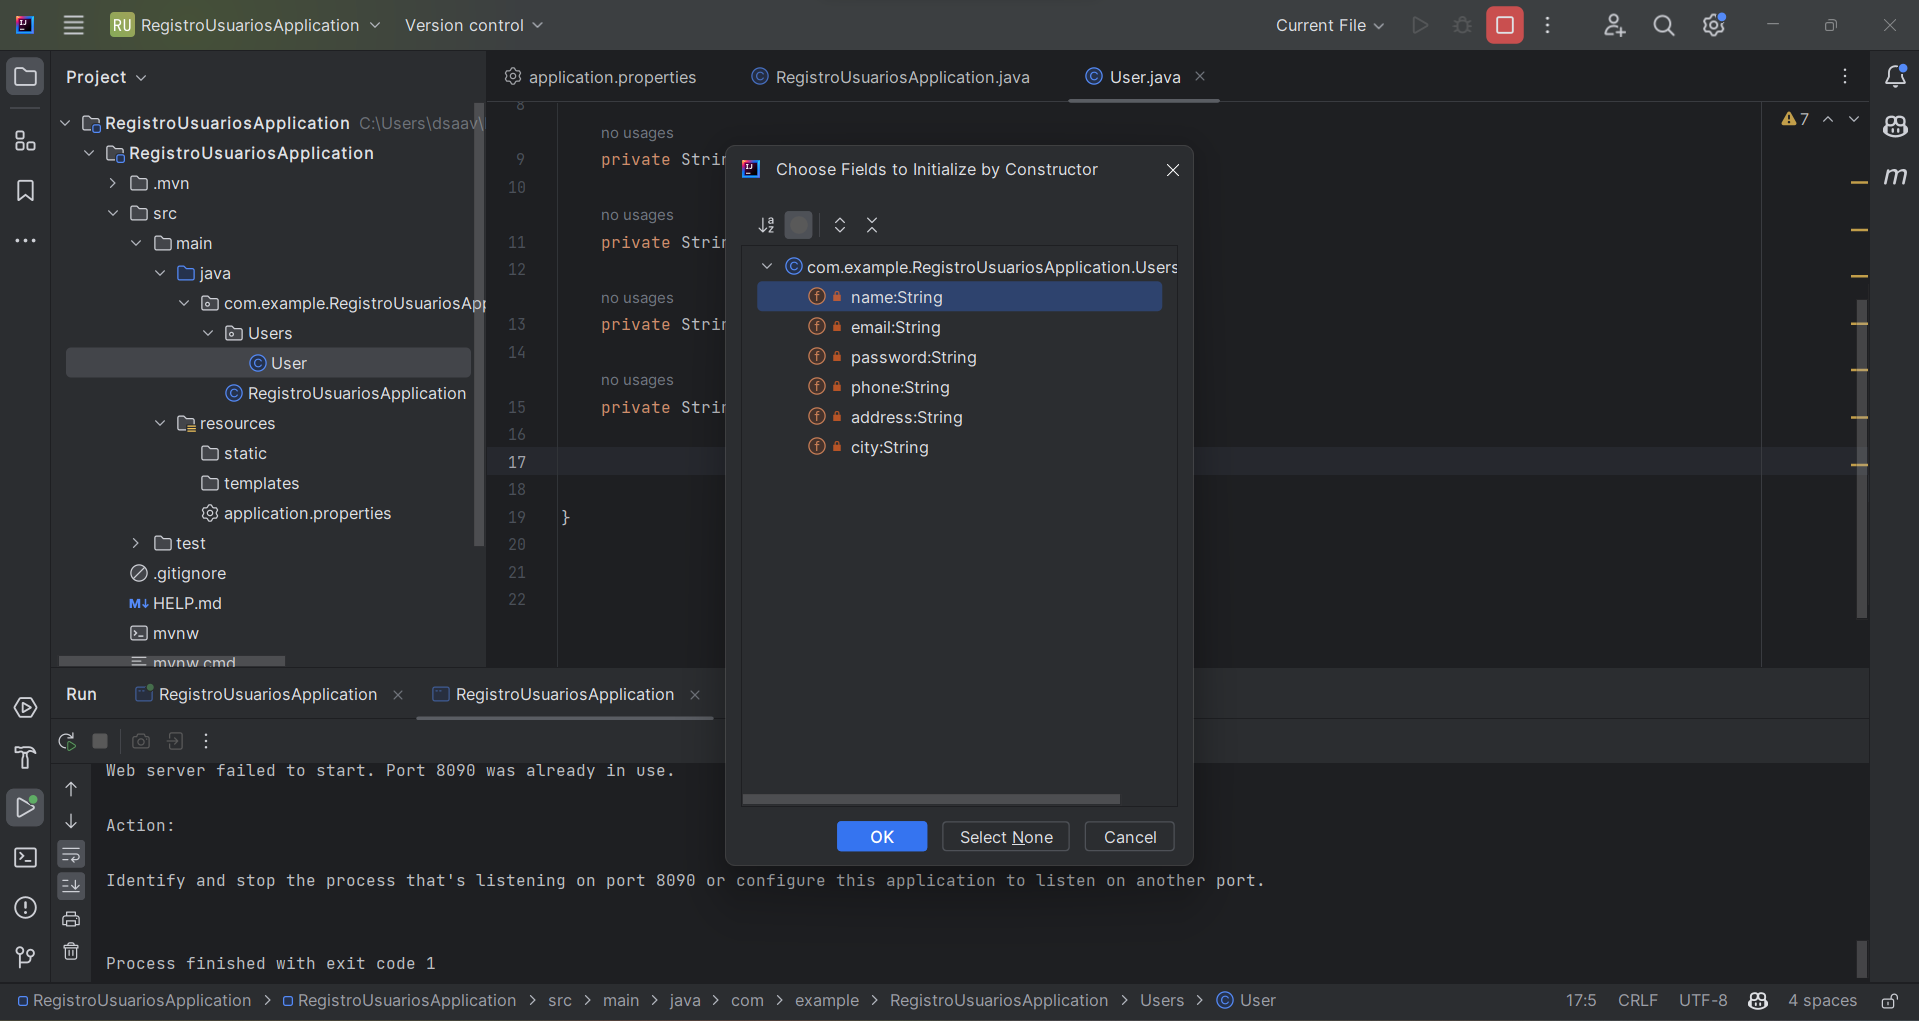 RU RegistroUsuariosApplication Version control Current File
Project
application.properties RegistroUsuariosApplication.java User.java
RegistroUsuariosApplication C:\Users\dsaav\
RegistroUsuariosApplication
.mvn
src
main
java
com.example.RegistroUsuariosApp
Users
User
RegistroUsuariosApplication
resources
static
templates
application.properties
test
.gitignore
M↓ HELP.md
mvnw
mvnw.cmd
8
no usages
9 private Strin
10
no usages
11 private Strin
12
no usages
13 private Strin
14
no usages
15 private Strin
16
17
18
19 }
20
21
22
7
m
Choose Fields to Initialize by Constructor
com.example.RegistroUsuariosApplication.Users
name:String
email:String
password:String
phone:String
address:String
city:String
OK Select None Cancel
Run RegistroUsuariosApplication RegistroUsuariosApplication
Web server failed to start. Port 8090 was already in use.
Action:
Identify and stop the process that's listening on port 8090 or configure this application to listen on another port.
Process finished with exit code 1
RegistroUsuariosApplication > RegistroUsuariosApplication > src > main > java > com > example > RegistroUsuariosApplication > Users > User 17:5 CRLF UTF-8 4 spaces